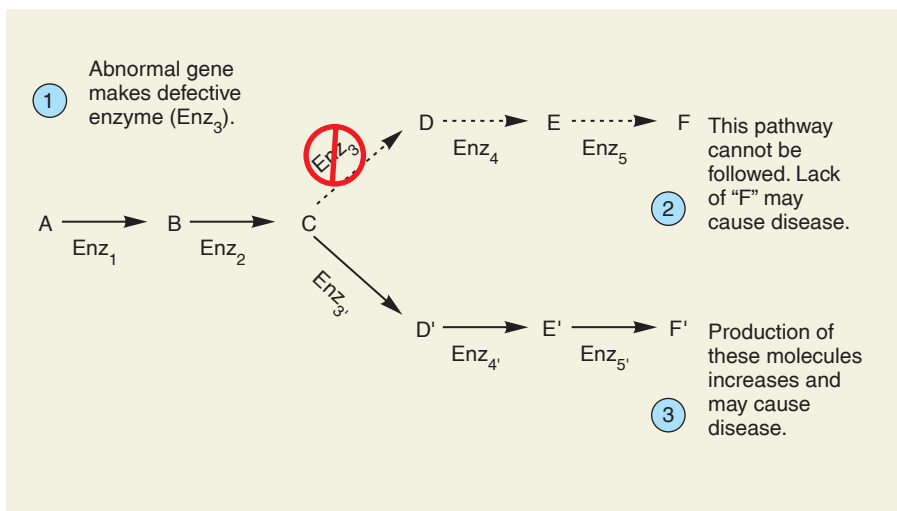 1
Abnormal gene
makes defective
enzyme (Enz₃).
Enz₃
D
Enz₄
E
Enz₅
F
This pathway
cannot be
followed. Lack
of “F” may
cause disease.
2
A
Enz₁
B
Enz₂
C
Enz₃'
D'
Enz₄'
E'
Enz₅'
F'
Production of
these molecules
increases and
may cause
disease.
3